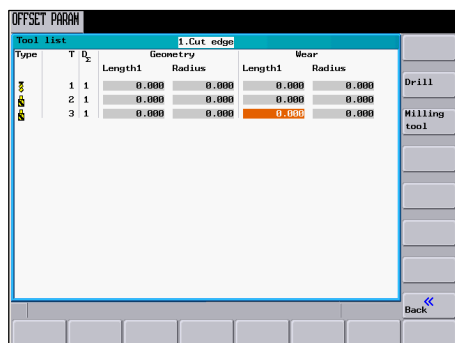 OFFSET PARAM
Tool list 1.Cut edge
Type T D Σ Geometry Wear
Length1 Radius Length1 Radius
1 1 0.000 0.000 0.000 0.000
2 1 0.000 0.000 0.000 0.000
3 1 0.000 0.000 0.000 0.000
Drill
Milling
tool
«
Back